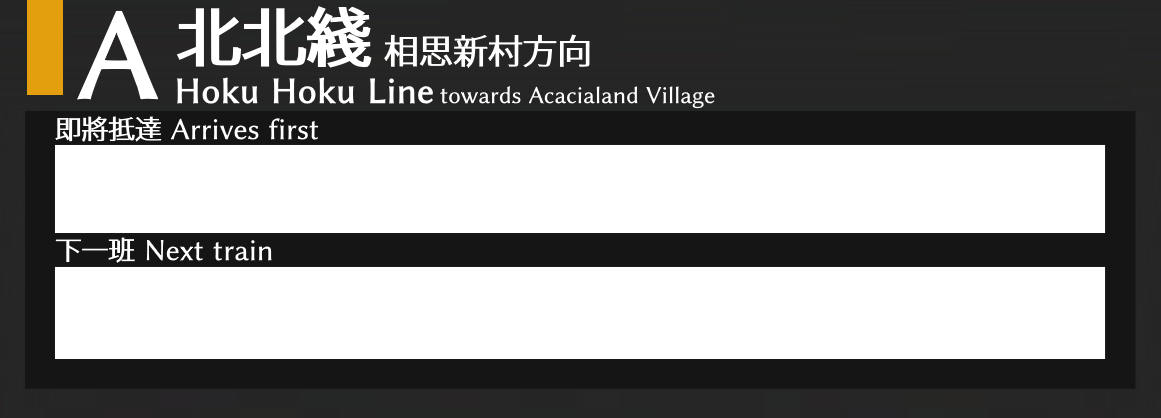 A
北北綫 相思新村方向
Hoku Hoku Line towards Acacialand Village
即將抵達 Arrives first
下一班 Next train